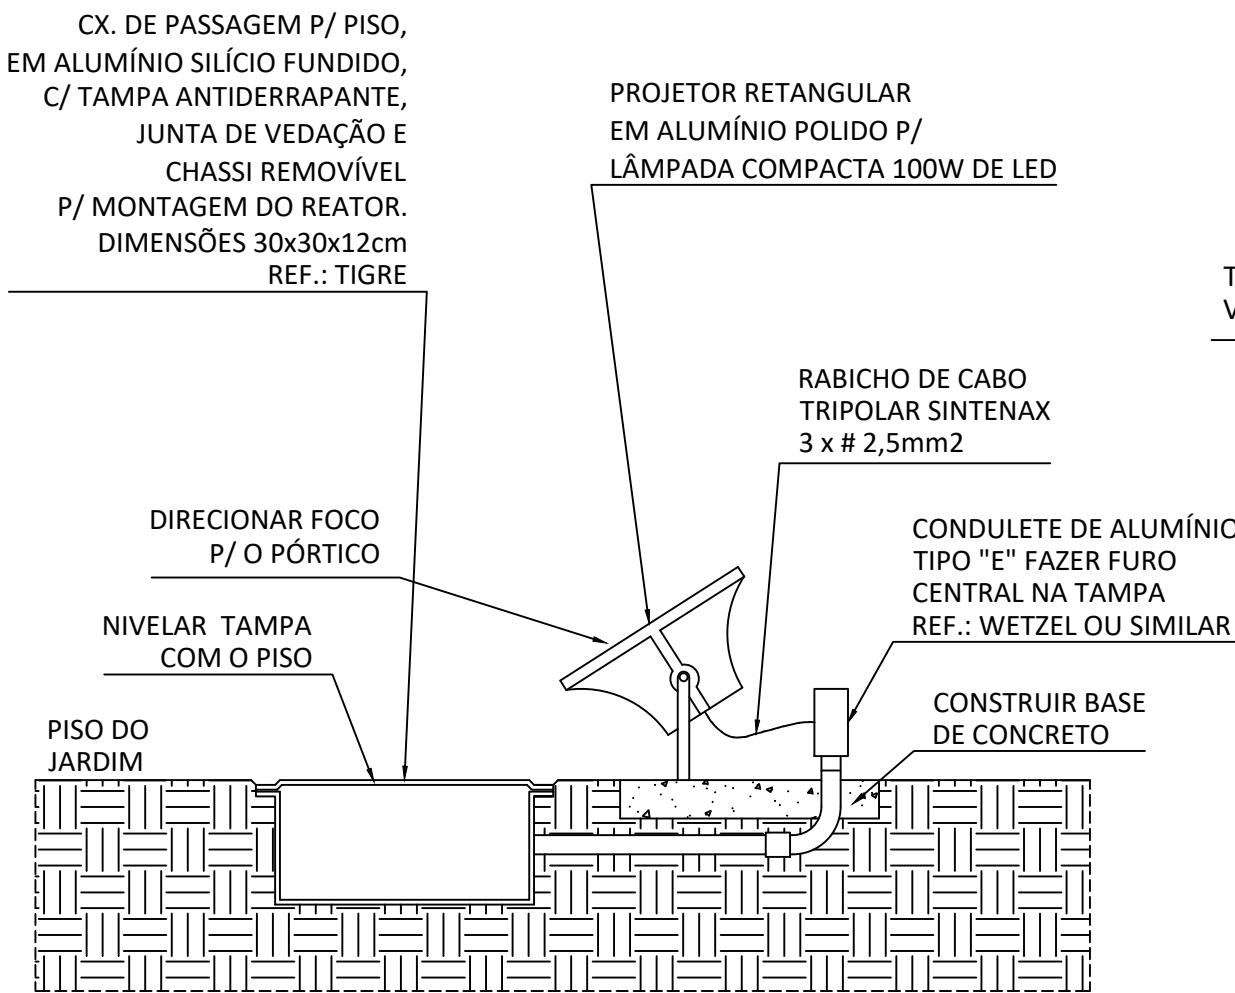 CX. DE PASSAGEM P/ PISO,
EM ALUMÍNIO SILÍCIO FUNDIDO,
C/ TAMPA ANTIDERRAPANTE,
JUNTA DE VEDAÇÃO E
CHASSI REMOVÍVEL
P/ MONTAGEM DO REATOR.
DIMENSÕES 30x30x12cm
REF.: TIGRE
PROJETOR RETANGULAR
EM ALUMÍNIO POLIDO P/
LÂMPADA COMPACTA 100W DE LED
T
V
RABICHO DE CABO
TRIPOLAR SINTENAX
3 x # 2,5mm2
DIRECIONAR FOCO
P/ O PÓRTICO
CONDULETE DE ALUMÍNIO
TIPO "E" FAZER FURO
CENTRAL NA TAMPA
REF.: WETZEL OU SIMILAR
NIVELAR TAMPA
COM O PISO
CONSTRUIR BASE
DE CONCRETO
PISO DO
JARDIM